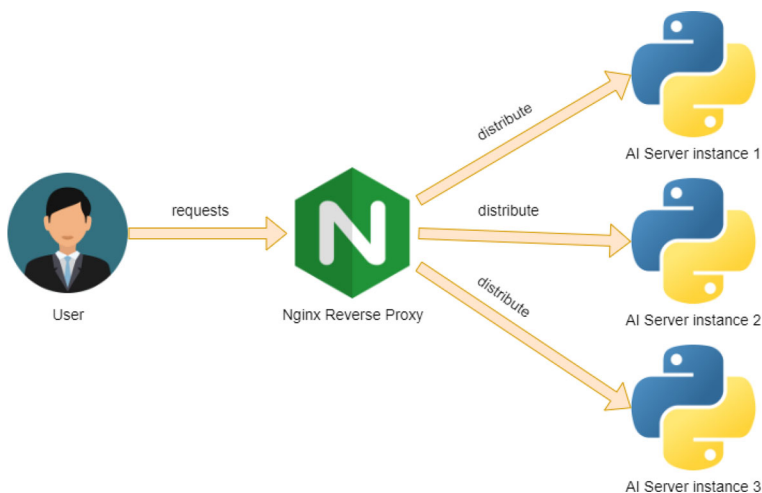 distribute
AI Server instance 1
requests
distribute
User
N
Nginx Reverse Proxy
AI Server instance 2
distribute
AI Server instance 3